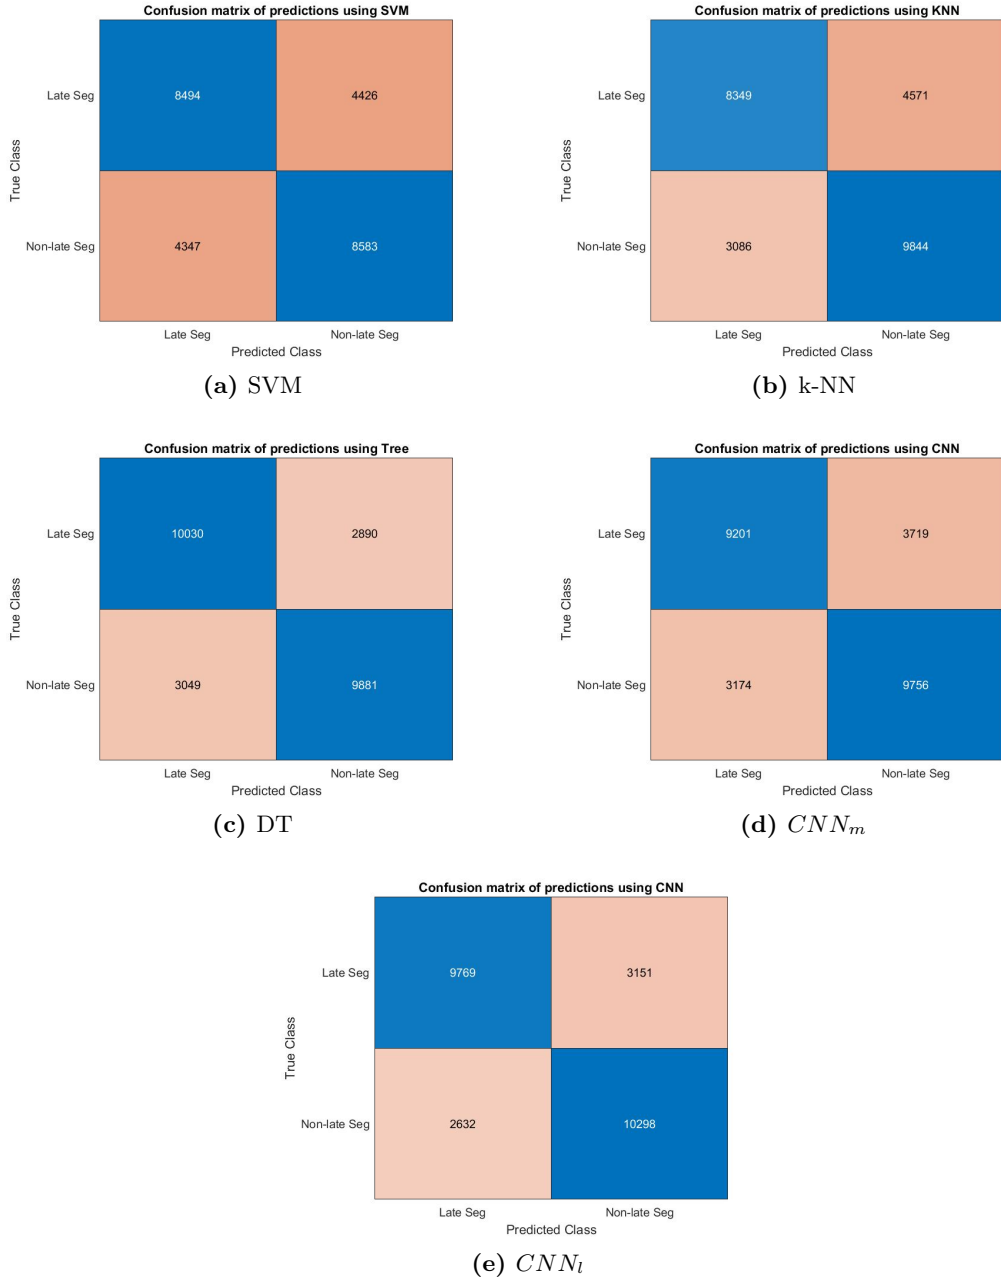 Confusion matrix of predictions using SVM
True Class
Late Seg
8494
4426
Non-late Seg
4347
8583
Late Seg
Non-late Seg
Predicted Class
(a) SVM
Confusion matrix of predictions using KNN
True Class
Late Seg
8349
4571
Non-late Seg
3086
9844
Late Seg
Non-late Seg
Predicted Class
(b) k-NN
Confusion matrix of predictions using Tree
True Class
Late Seg
10030
2890
Non-late Seg
3049
9881
Late Seg
Non-late Seg
Predicted Class
(c) DT
Confusion matrix of predictions using CNN
True Class
Late Seg
9201
3719
Non-late Seg
3174
9756
Late Seg
Non-late Seg
Predicted Class
(d) CNNm
Confusion matrix of predictions using CNN
True Class
Late Seg
9769
3151
Non-late Seg
2632
10298
Late Seg
Non-late Seg
Predicted Class
(e) CNNl